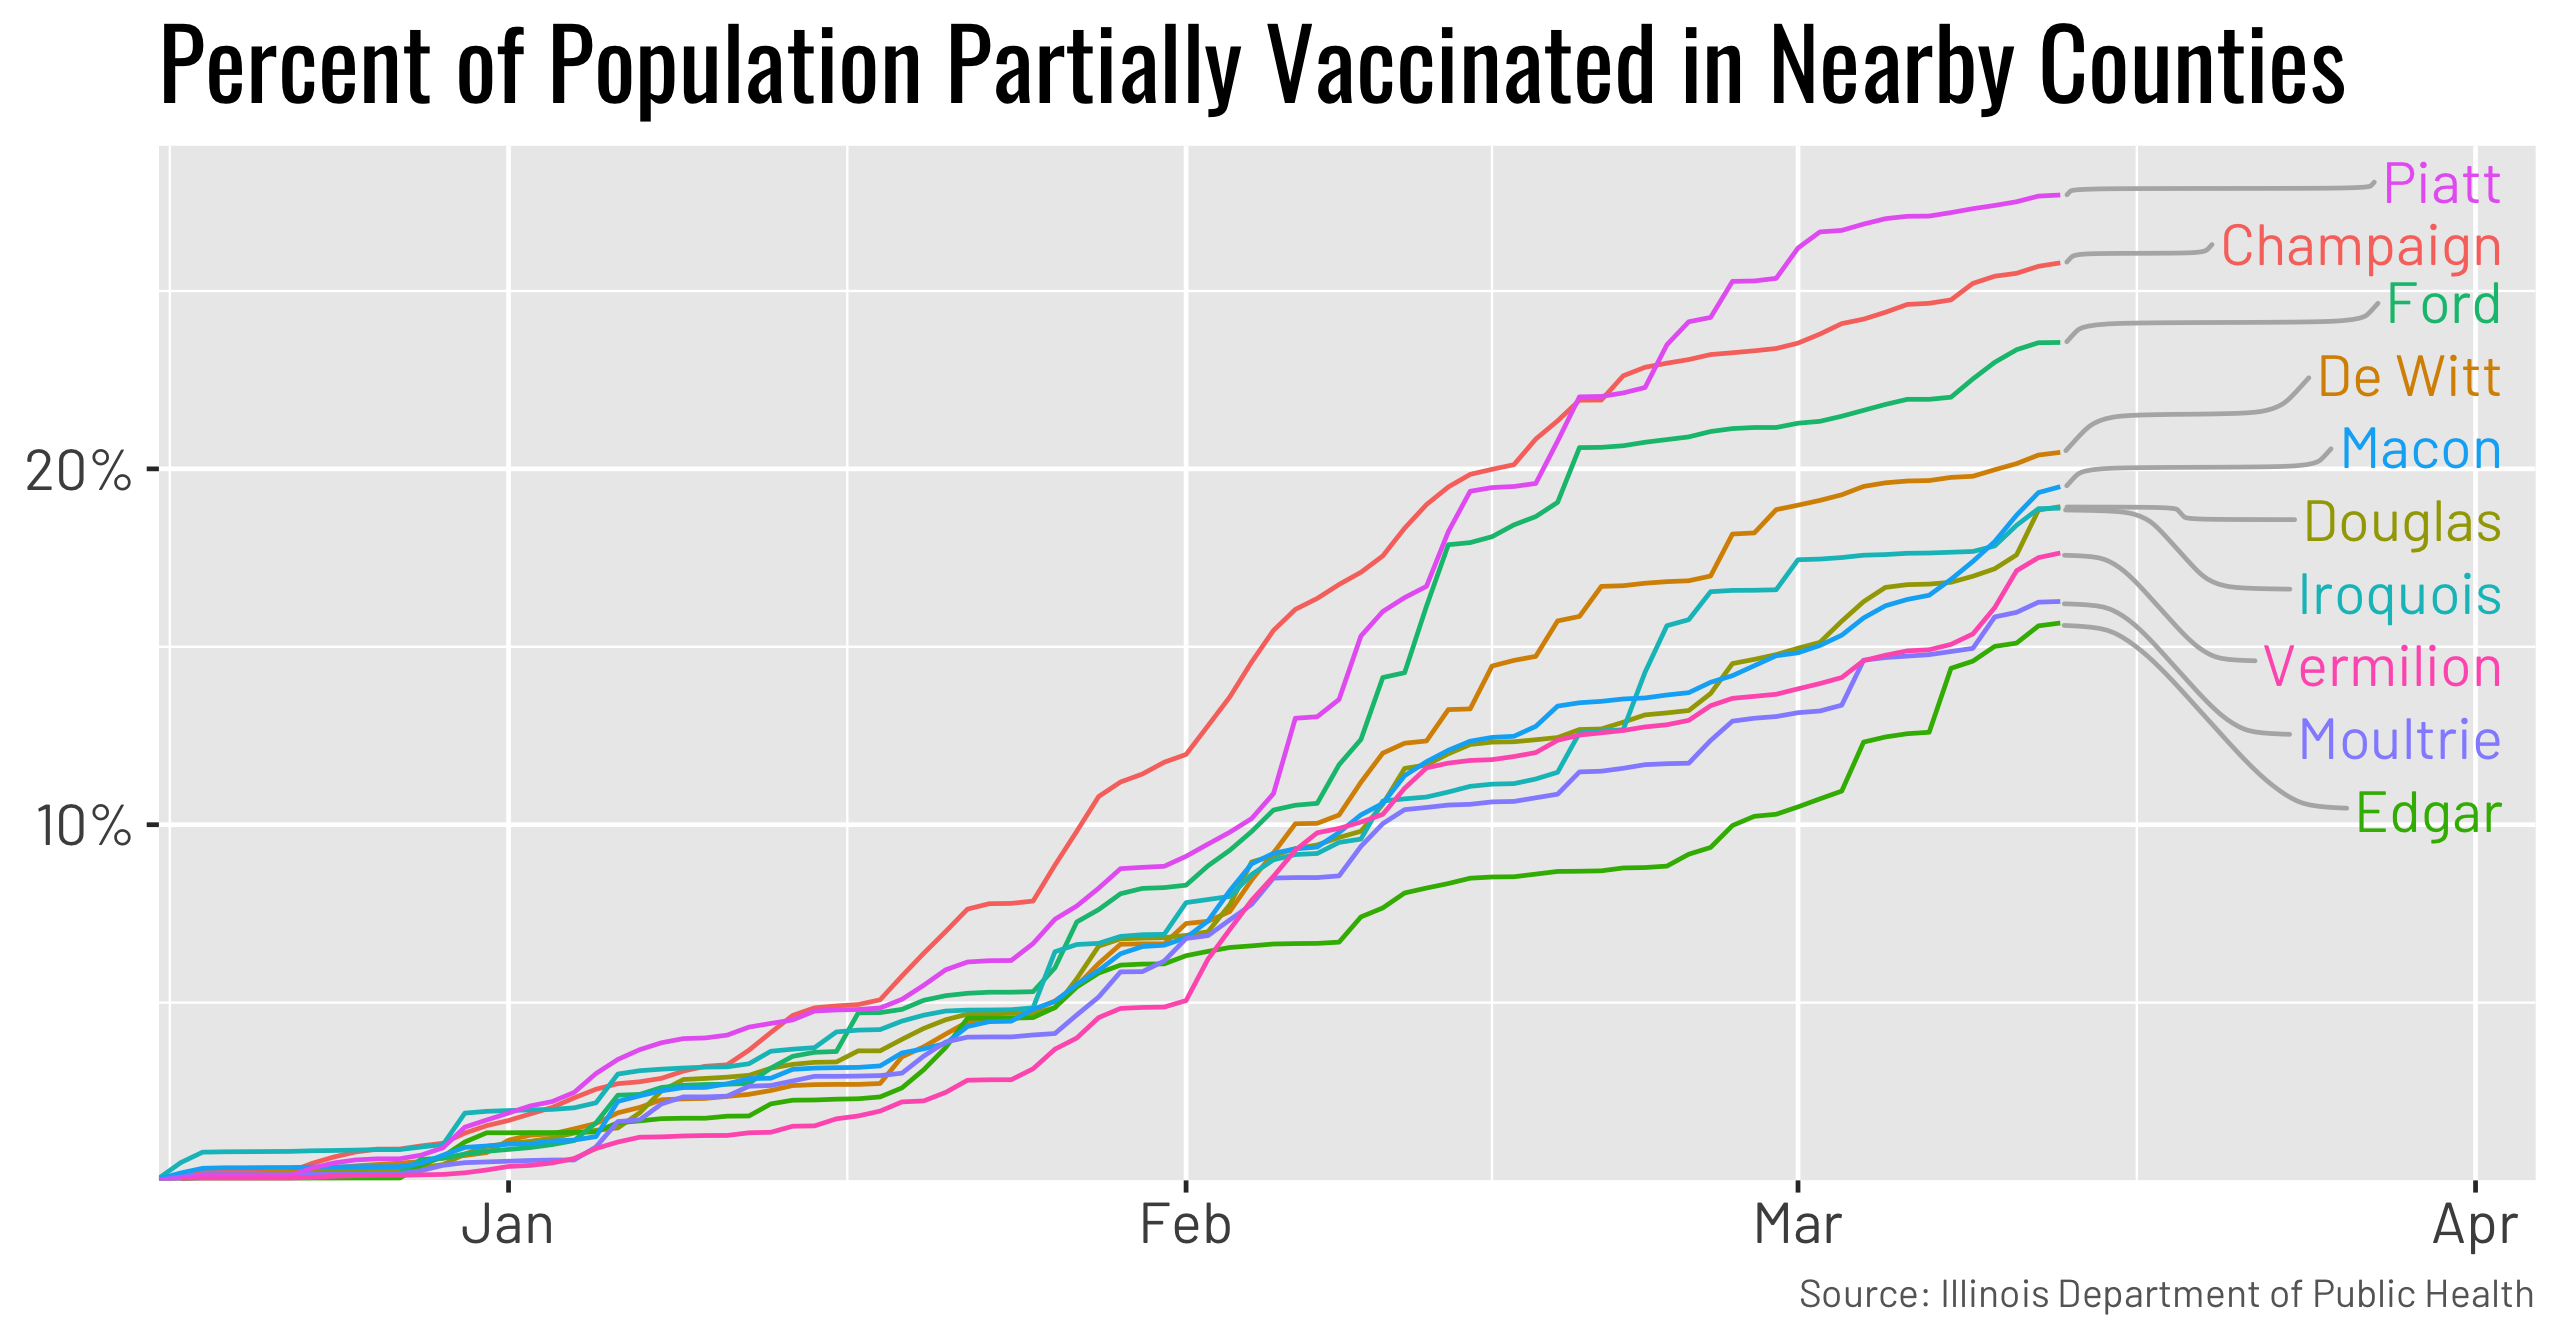 Percent of Population Partially Vaccinated in Nearby Counties
Piatt
Champaign
Ford
De Witt
Macon
20%
Douglas
Iroquois
Vermilion
Moultrie
Edgar
10%
Jan Feb Mar Apr
Source: Illinois Department of Public Health